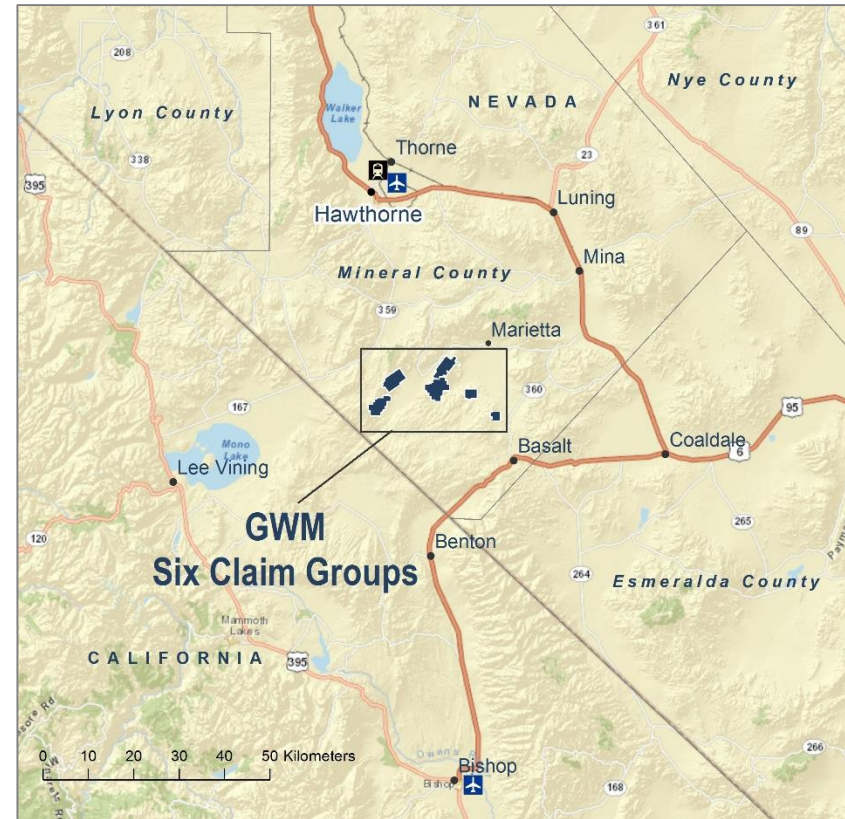 361
208
Nye County
Lyon County
NEVADA
Walker
Lake
Thorne
338
23
395
Hawthorne
Luning
89
Mina
Mineral County
359
Marietta
360
167
95
Mono
Lake
Basalt
Coaldale
6
Lee Vining
GWM
Six Claim Groups
120
265
Benton
264
Esmeralda County
Mammoth
Lakes
CALIFORNIA
395
0 10 20 30 40 50 Kilometers
266
Owens
Bishop
Bishop
168